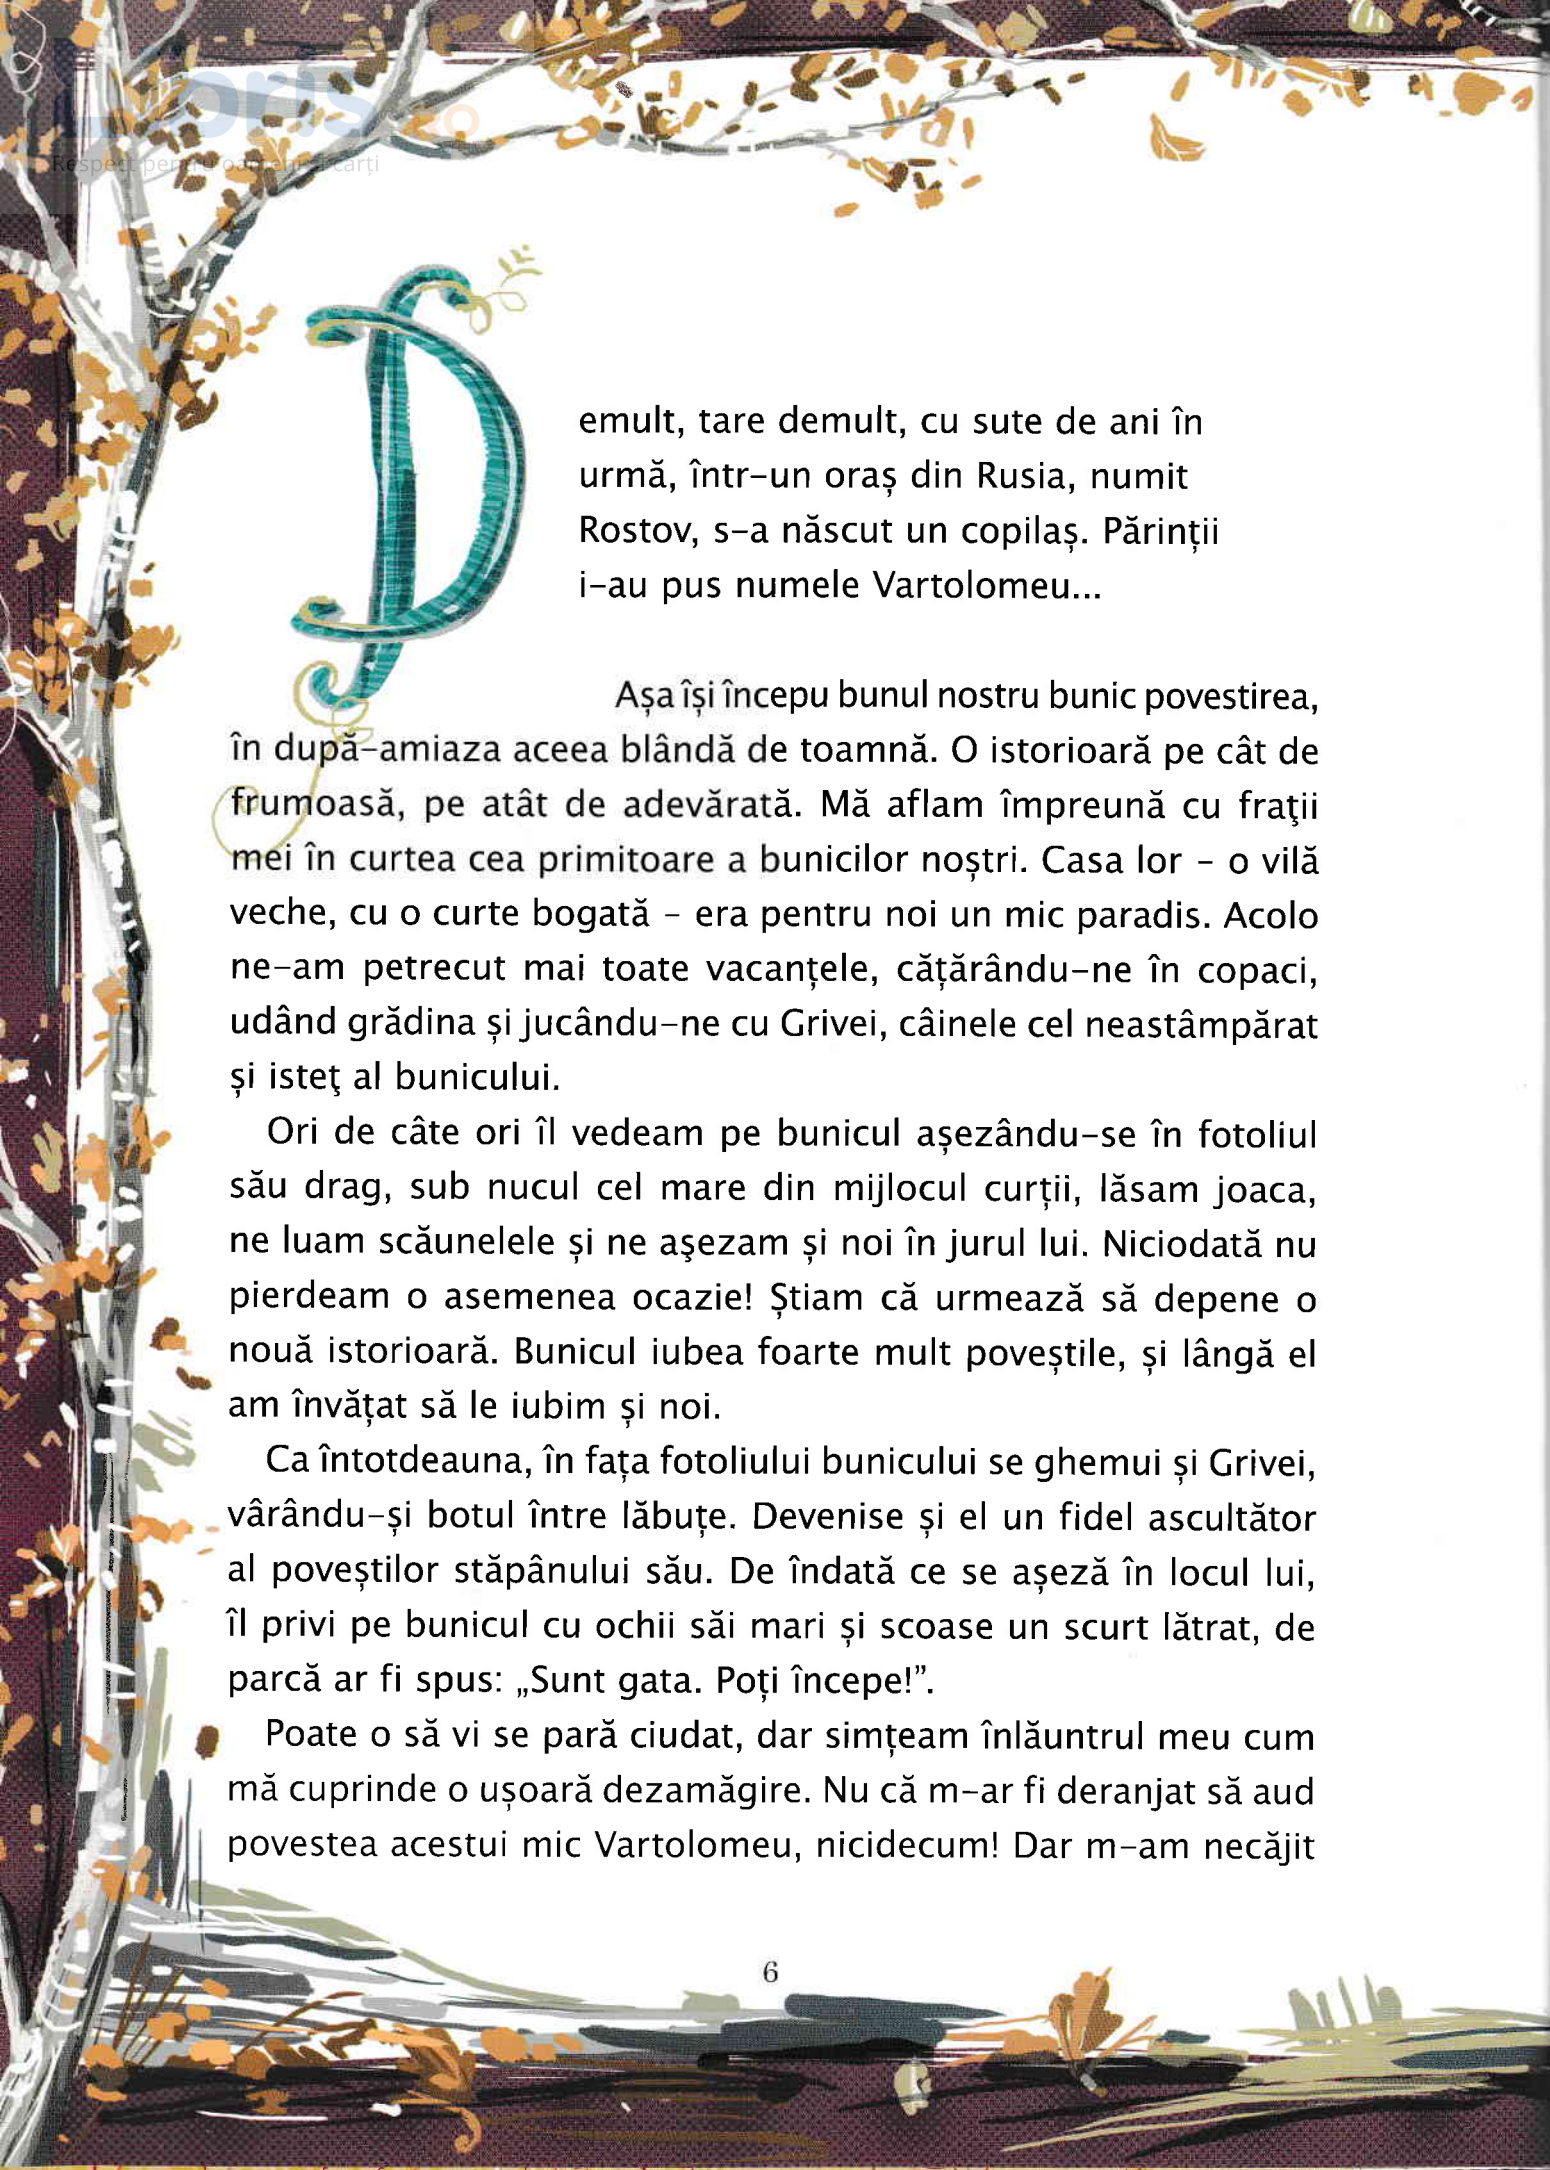 Respect pentru oameni și cărți
Demult, tare demult, cu sute de ani în
urmă, într-un oraș din Rusia, numit
Rostov, s-a născut un copilaș. Părinții
i-au pus numele Vartolomeu...
Așa își începu bunul nostru bunic povestirea,
în după-amiaza aceea blândă de toamnă. O istorioară pe cât de
frumoasă, pe atât de adevărată. Mă aflam împreună cu fraţii
mei în curtea cea primitoare a bunicilor noștri. Casa lor – o vilă
veche, cu o curte bogată – era pentru noi un mic paradis. Acolo
ne-am petrecut mai toate vacanțele, cățărându-ne în copaci,
udând grădina și jucându-ne cu Grivei, câinele cel neastâmpărat
și isteţ al bunicului.
Ori de câte ori îl vedeam pe bunicul așezându-se în fotoliul
său drag, sub nucul cel mare din mijlocul curții, lăsam joaca,
ne luam scăunelele și ne aşezam și noi în jurul lui. Niciodată nu
pierdeam o asemenea ocazie! Știam că urmează să depene o
nouă istorioară. Bunicul iubea foarte mult poveștile, și lângă el
am învățat să le iubim și noi.
Ca întotdeauna, în fața fotoliului bunicului se ghemui și Grivei,
vârându-și botul între lăbuțe. Devenise și el un fidel ascultător
al poveștilor stăpânului său. De îndată ce se așeză în locul lui,
îl privi pe bunicul cu ochii săi mari și scoase un scurt lătrat, de
parcă ar fi spus: „Sunt gata. Poți începe!”.
Poate o să vi se pară ciudat, dar simțeam înlăuntrul meu cum
mă cuprinde o ușoară dezamăgire. Nu că m-ar fi deranjat să aud
povestea acestui mic Vartolomeu, nicidecum! Dar m-am necăjit
6